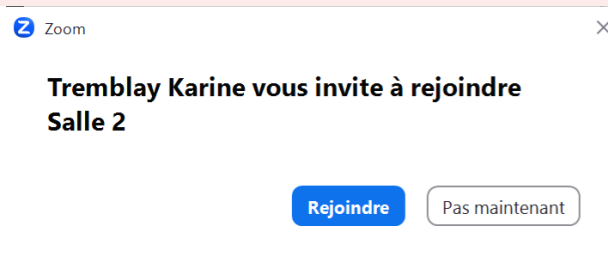 Zoom
Tremblay Karine vous invite à rejoindre
Salle 2
Rejoindre
Pas maintenant